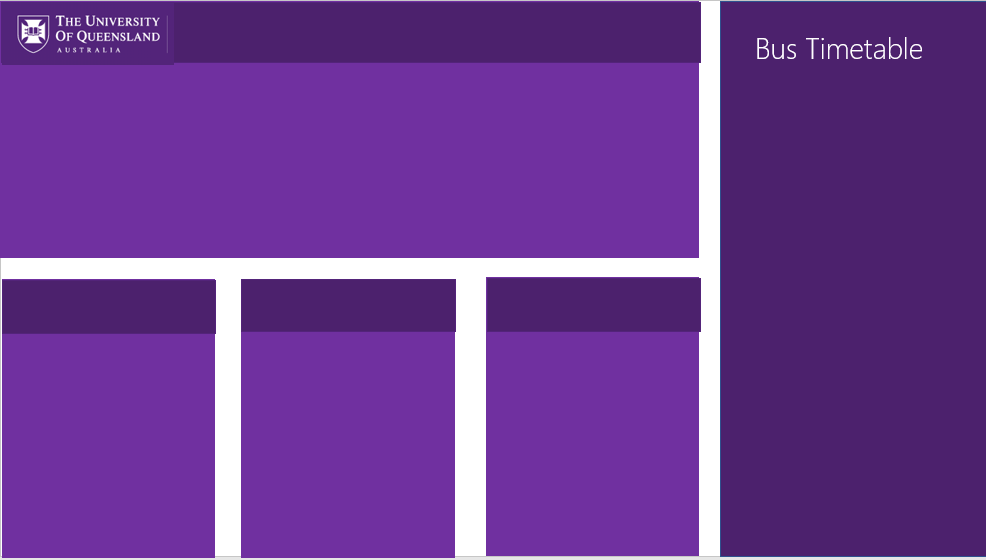 THE UNIVERSITY
OF QUEENSLAND
AUSTRALIA
Bus Timetable